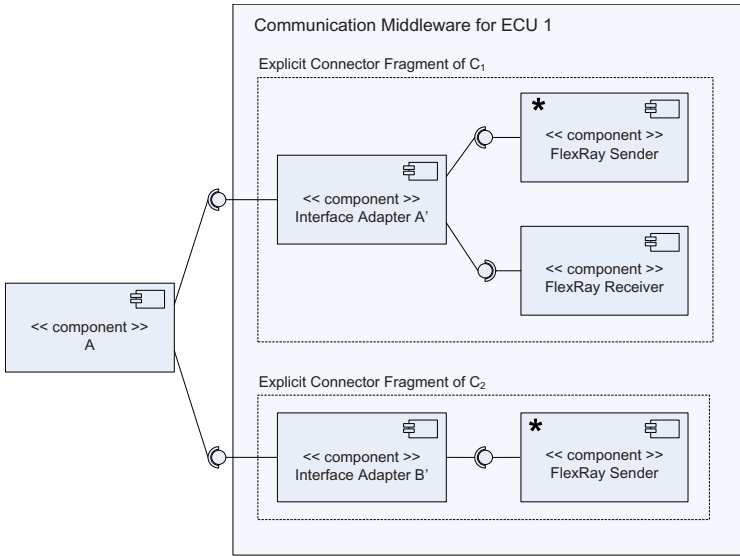 Communication Middleware for ECU 1
Explicit Connector Fragment of C₁
*
<< component >>
FlexRay Sender
<< component >>
Interface Adapter A'
<< component >>
FlexRay Receiver
<< component >>
A
Explicit Connector Fragment of C₂
<< component >>
Interface Adapter B'
*
<< component >>
FlexRay Sender